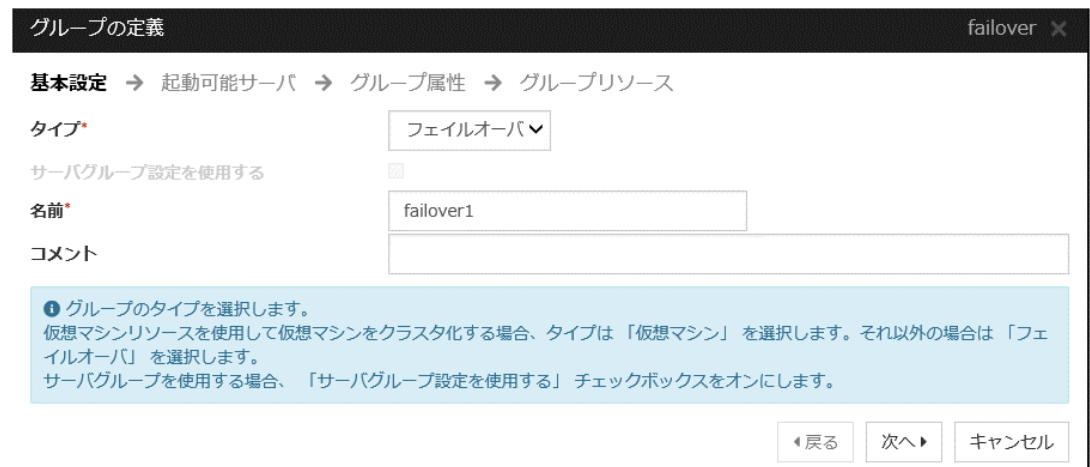 グループの定義 failover ×
基本設定 → 起動可能サーバ → グループ属性 → グループリソース
タイプ* フェイルオーバ
サーバグループ設定を使用する
名前* failover1
コメント
グループのタイプを選択します。
仮想マシンリソースを使用して仮想マシンをクラスタ化する場合、タイプは 「仮想マシン」 を選択します。それ以外の場合は 「フェ
イルオーバ」 を選択します。
サーバグループを使用する場合、 「サーバグループ設定を使用する」 チェックボックスをオンにします。
戻る 次へ キャンセル